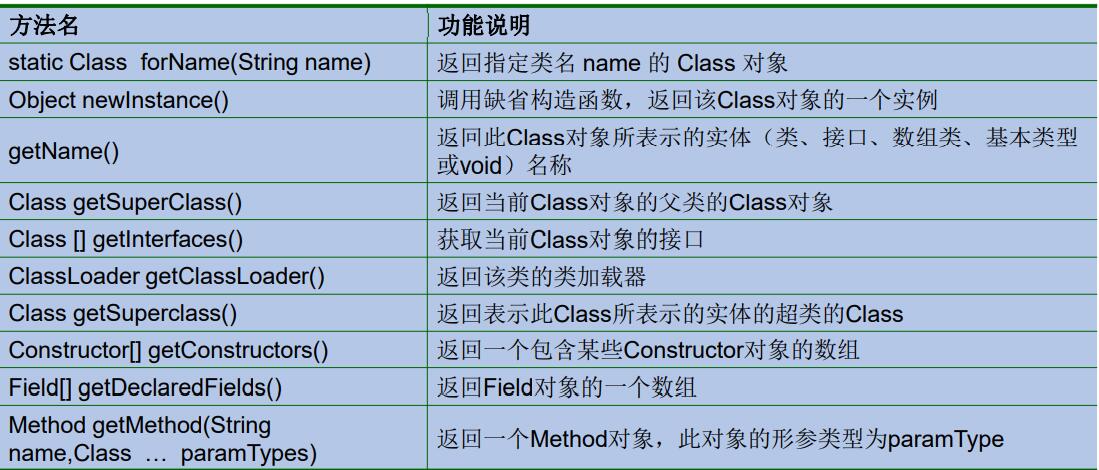 方法名
功能说明
static Class forName(String name)
返回指定类名 name 的 Class 对象
Object newInstance()
调用缺省构造函数，返回该Class对象的一个实例
getName()
返回此Class对象所表示的实体（类、接口、数组类、基本类型
或void）名称
Class getSuperClass()
返回当前Class对象的父类的Class对象
Class [] getInterfaces()
获取当前Class对象的接口
ClassLoader getClassLoader()
返回该类的类加载器
Class getSuperclass()
返回表示此Class所表示的实体的超类的Class
Constructor[] getConstructors()
返回一个包含某些Constructor对象的数组
Field[] getDeclaredFields()
返回Field对象的一个数组
Method getMethod(String
name,Class … paramTypes)
返回一个Method对象，此对象的形参类型为paramType